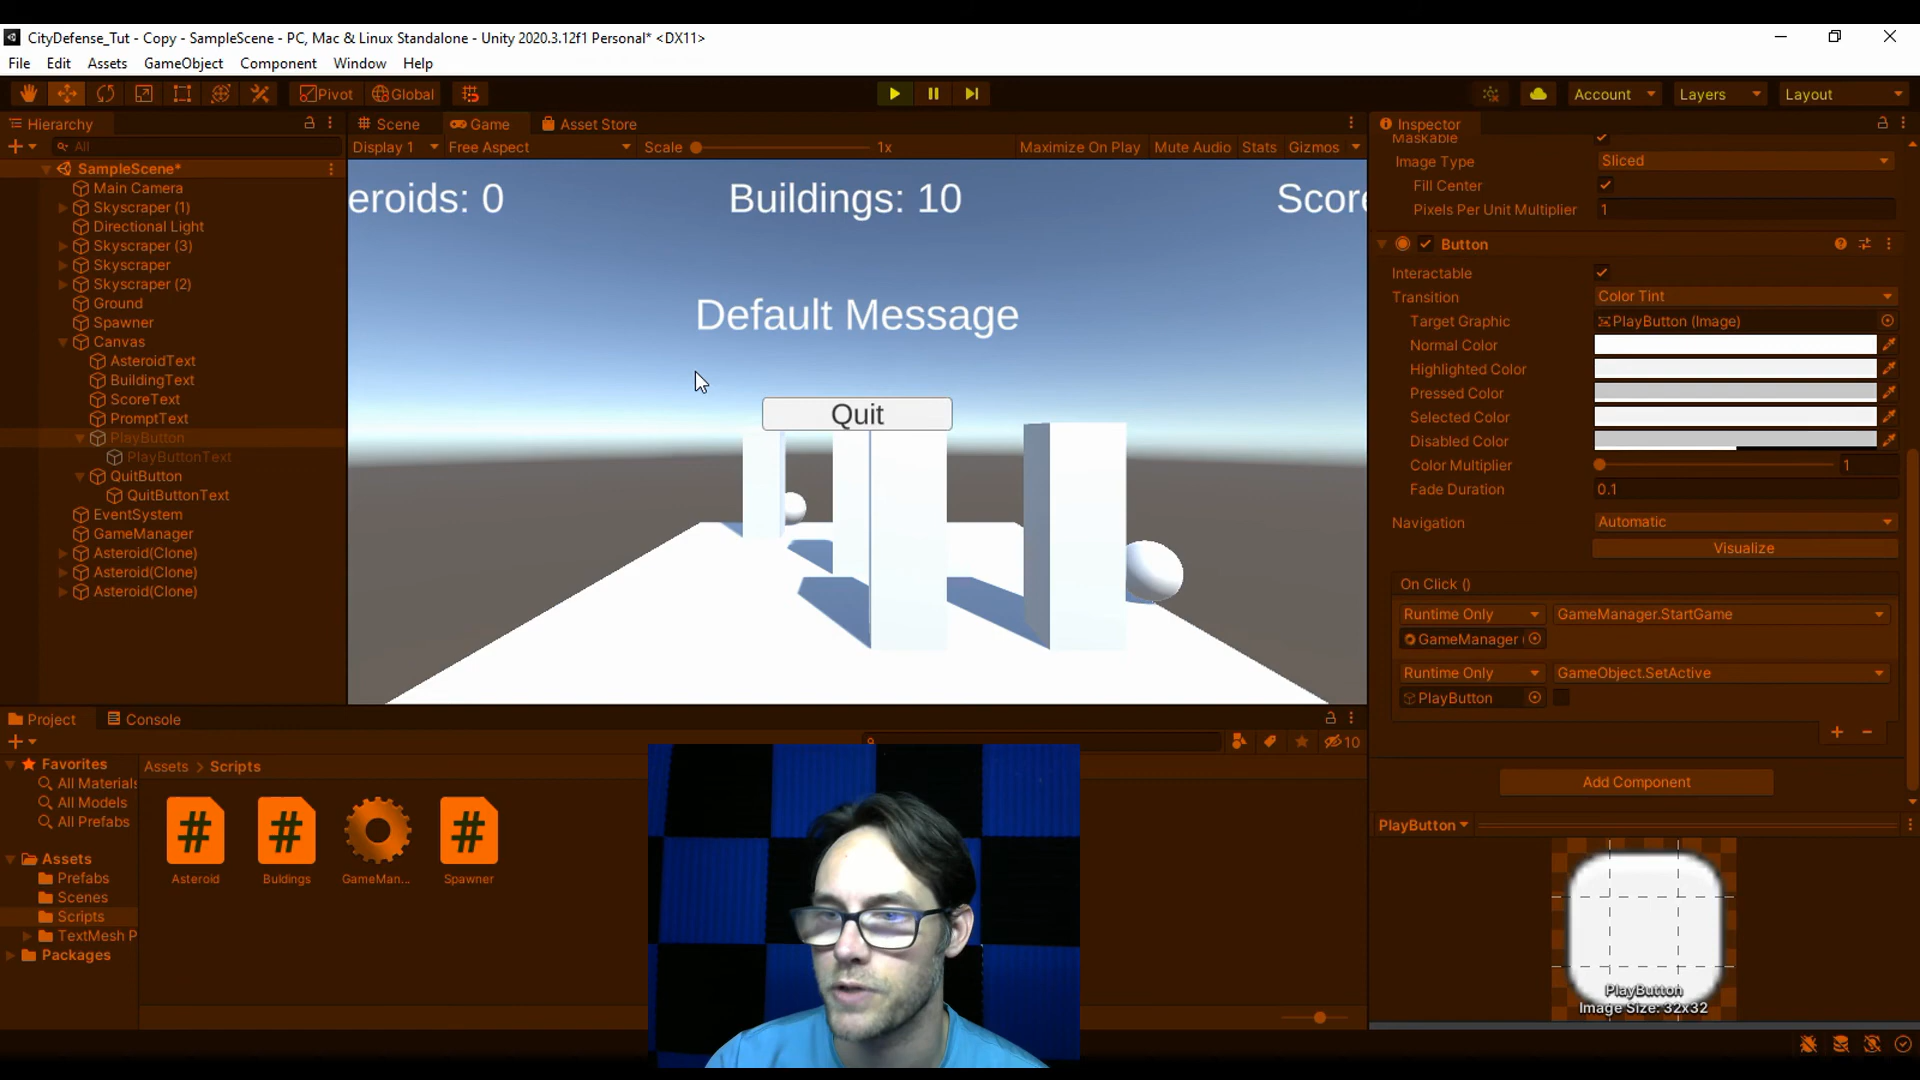 CityDefense_Tut - Copy - SampleScene - PC, Mac & Linux Standalone - Unity 2020.3.12f1 Personal* <DX11>
File Edit Assets GameObject Component Window Help
Pivot Global Account Layers Layout
Hierarchy
All
SampleScene*
Main Camera
Skyscraper (1)
Directional Light
Skyscraper (3)
Skyscraper
Skyscraper (2)
Ground
Spawner
Canvas
AsteroidText
BuildingText
ScoreText
PromptText
PlayButton
PlayButtonText
QuitButton
QuitButtonText
EventSystem
GameManager
Asteroid(Clone)
Asteroid(Clone)
Asteroid(Clone)
Scene Game Asset Store
Display 1 Free Aspect Scale 1x Maximize On Play Mute Audio Stats Gizmos
eroids: 0 Buildings: 10 Score
Default Message
Quit
Inspector
Maskable
Image Type Sliced
Fill Center
Pixels Per Unit Multiplier 1
Button
Interactable
Transition Color Tint
Target Graphic PlayButton (Image)
Normal Color
Highlighted Color
Pressed Color
Selected Color
Disabled Color
Color Multiplier 1
Fade Duration 0.1
Navigation Automatic
Visualize
On Click ()
Runtime Only GameManager.StartGame
GameManager (
Runtime Only GameObject.SetActive
PlayButton
+ -
Add Component
PlayButton
PlayButton
Image Size: 32x32
Project Console
10
Favorites
All Materials
All Models
All Prefabs
Assets
Prefabs
Scenes
Scripts
TextMesh P
Packages
Assets > Scripts
# # #
Asteroid Buldings GameMan... Spawner